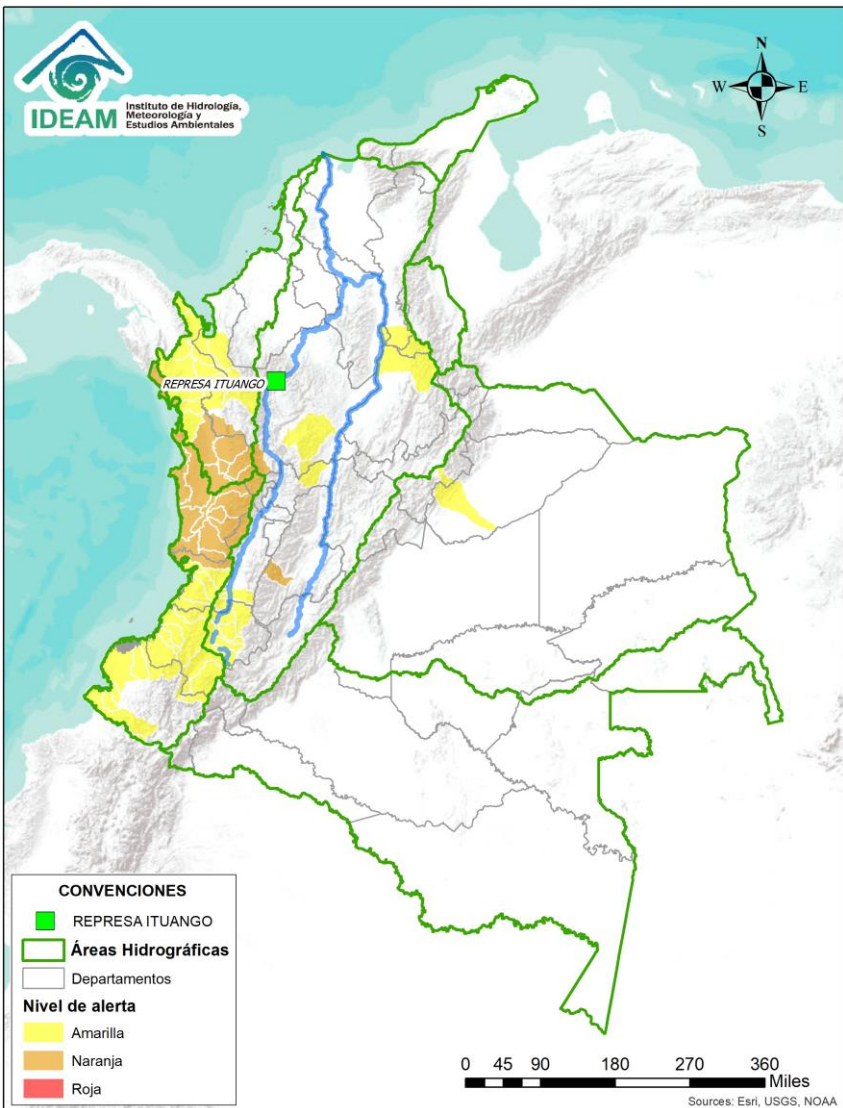 IDEAM
Instituto de Hidrología,
Meteorología y
Estudios Ambientales
N
W
E
S
REPRESA ITUANGO
CONVENCIONES
REPRESA ITUANGO
Áreas Hidrográficas
Departamentos
Nivel de alerta
Amarilla
Naranja
Roja
0 45 90 180 270 360
Miles
Sources: Esri, USGS, NOAA